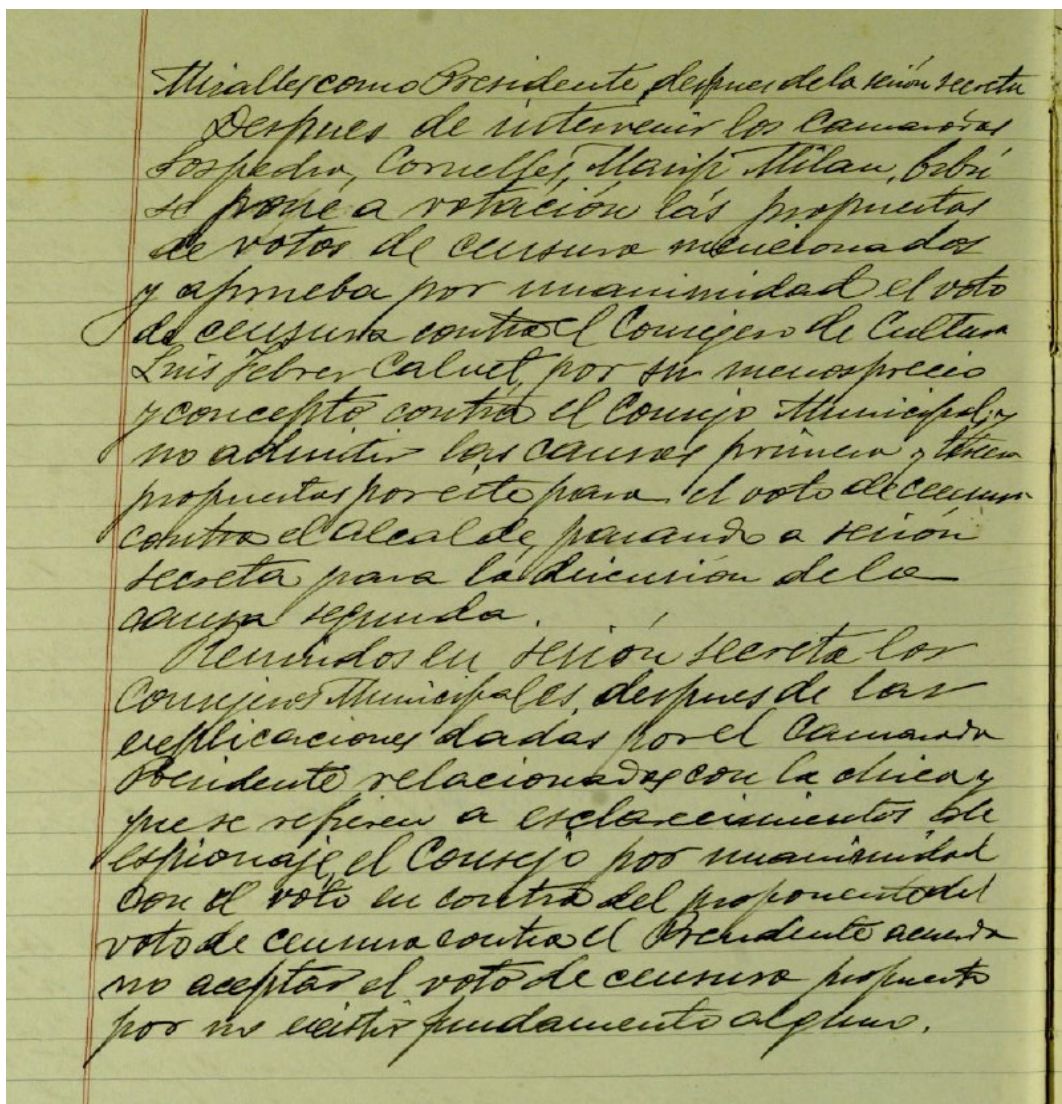 Miralles como Presidente, despues de la sesión secreta
Despues de intervenir los Camaradas
Sospedra, Cornelles, Milan,
se pone a votación las propuestas
de votos de censura mencionados
y aprueba por unanimidad el voto
de censura contra el Consejero de Cultura
Luis Febrer Calvet, por su menosprecio
y concepto contra el Consejo Municipal y
no admitir las causas primera y tercera
propuestas por este para el voto de censura
contra el Alcalde, pasando a sesión
secreta para la discusión de la
causa segunda.
Reunidos en sesión secreta los
Consejeros Municipales, despues de las
explicaciones dadas por el Camarada
Presidente relacionadas con la chica y
que se refieren a esclarecimientos de
espionaje, el Consejo por unanimidad
con el voto en contra del proponente del
voto de censura contra el Presidente acuerda
no aceptar el voto de censura propuesto
por no existir fundamento alguno.